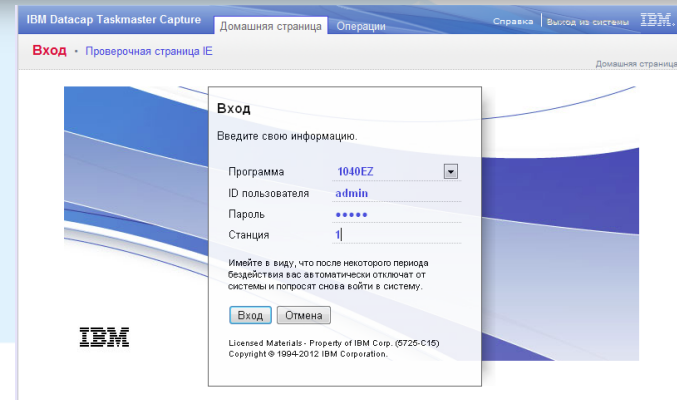 IBM Datacap Taskmaster Capture
Домашняя страница
Операции
Справка
Выход из системы
IBM.
Вход • Проверочная страница IE
Домашняя страница
Вход
Введите свою информацию.
Программа 1040EZ
ID пользователя admin
Пароль •••••
Станция 1
Имейте в виду, что после некоторого периода
бездействия вас автоматически отключат от
системы и попросят снова войти в систему.
Вход Отмена
IBM
Licensed Materials - Property of IBM Corp. (5725-C15)
Copyright © 1994-2012 IBM Corporation.